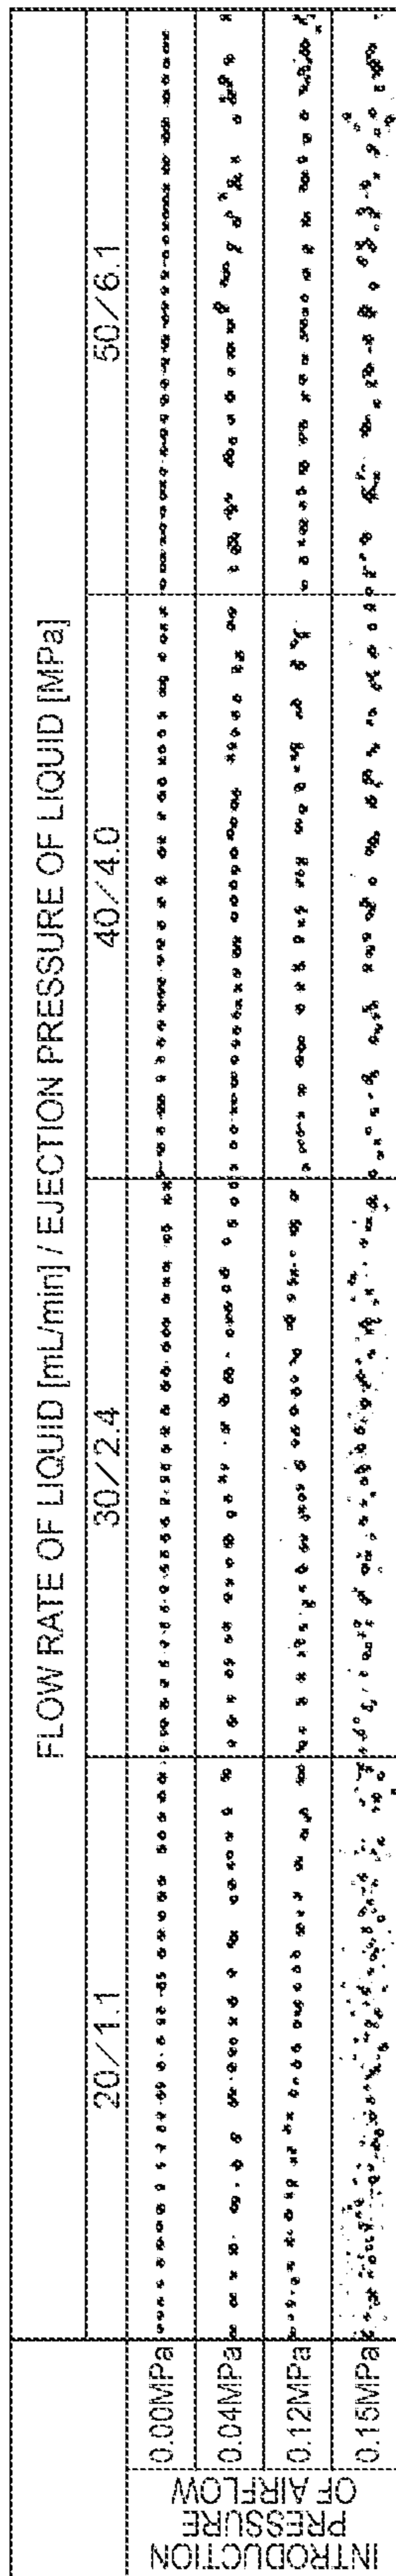 FLOW RATE OF LIQUID [mL/min] / EJECTION PRESSURE OF LIQUID [MPa]
20/1.1
30/2.4
40/4.0
50/6.1
INTRODUCTION
PRESSURE
OF AIRFLOW
0.00MPa
0.04MPa
0.12MPa
0.15MPa